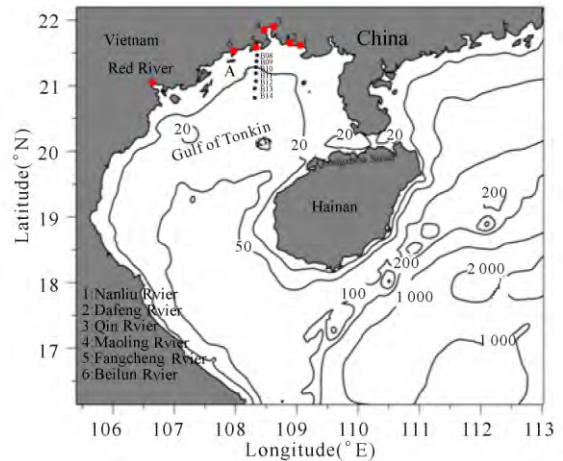 22
21
20
19
18
17
Latitude(°N)
106
107
108
109
110
111
112
113
Longitude(°E)
Vietnam
China
Red River
A
B08
B09
B10
B12
B13
B14
20
Gulf of Tonkin
20
20
20
Hainan
50
200
200
100
1 000
2 000
1 000
1 Nanliu Rvier
2 Dafeng Rvier
3 Qin Rvier
4 Maoling Rvier
5 Fangcheng Rvier
6 Beilun Rvier